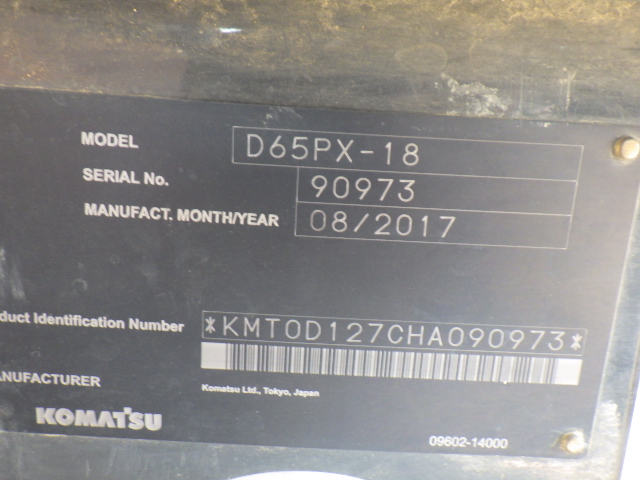 MODEL D65PX-18
SERIAL No. 90973
MANUFACT. MONTH/YEAR 08/2017
duct Identification Number *KMT0D127CHA090973*
ANUFACTURER Komatsu Ltd., Tokyo, Japan
KOMATSU
09602-14000